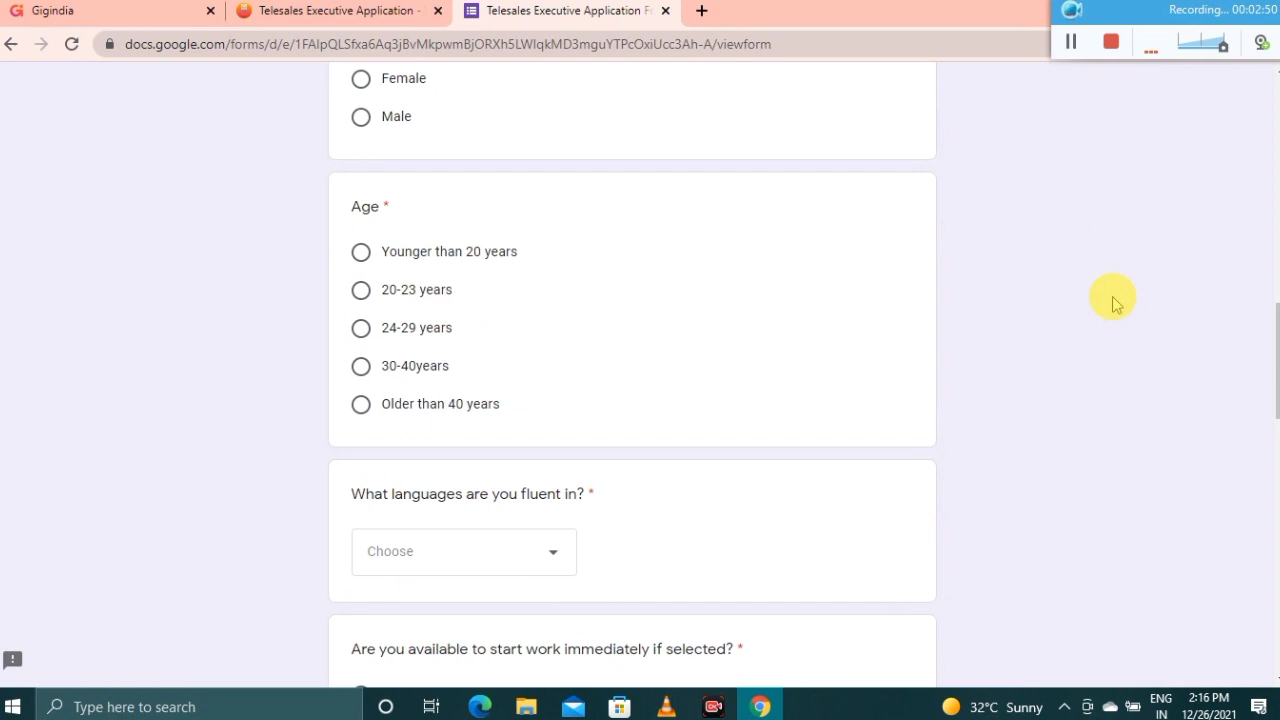 Gigindia
Telesales Executive Application -
Telesales Executive Application F
Recording... 00:02:50
docs.google.com/forms/d/e/1FAIpQLSfxa6Aq3jBvMkpwmBjORXh5LWlqkMD3mguYTPcOxiUcc3Ah-A/viewform
Female
Male
Age *
Younger than 20 years
20-23 years
24-29 years
30-40years
Older than 40 years
What languages are you fluent in? *
Choose
Are you available to start work immediately if selected? *
Type here to search
32°C Sunny
ENG
IN
2:16 PM
12/26/2021